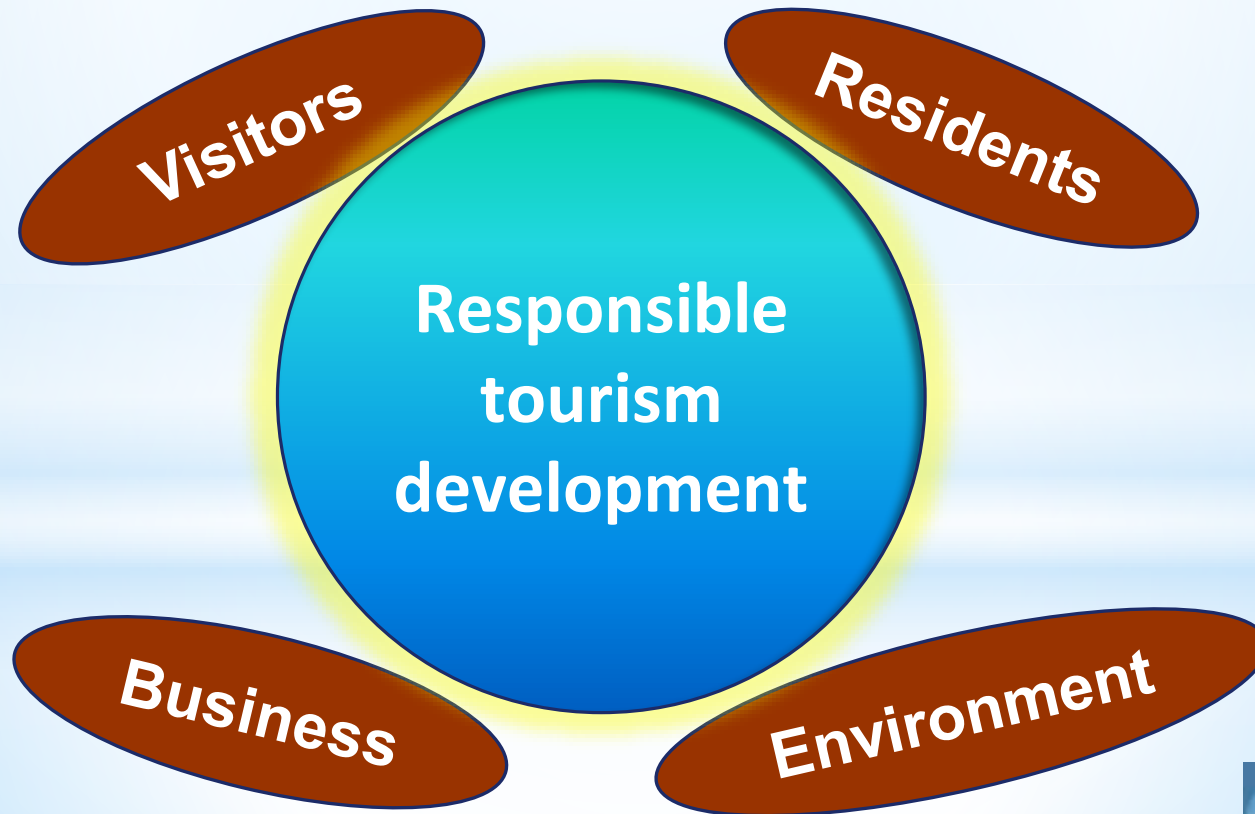 Visitors
Residents
Responsible
tourism
development
Business
Environment